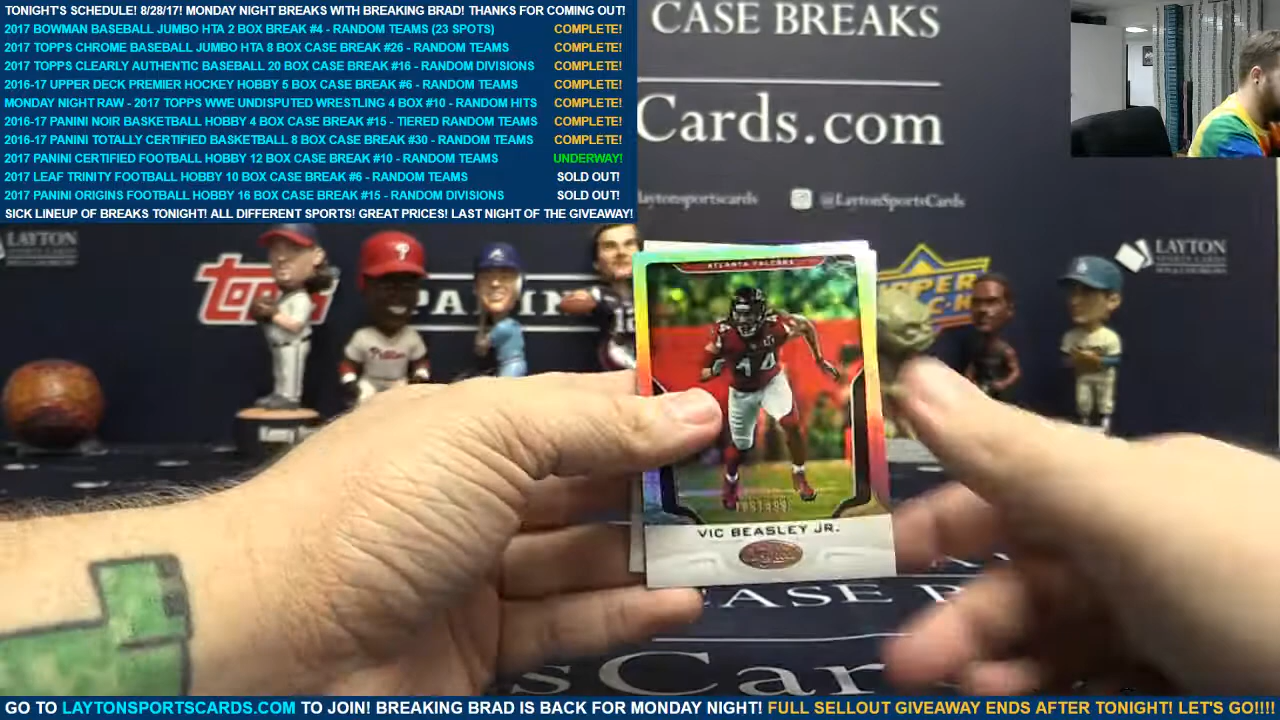 TONIGHT'S SCHEDULE! 8/28/17! MONDAY NIGHT BREAKS WITH BREAKING BRAD! THANKS FOR COMING OUT!
2017 BOWMAN BASEBALL JUMBO HTA 2 BOX BREAK #4 - RANDOM TEAMS (23 SPOTS) COMPLETE!
2017 TOPPS CHROME BASEBALL JUMBO HTA 8 BOX CASE BREAK #26 - RANDOM TEAMS COMPLETE!
2017 TOPPS CLEARLY AUTHENTIC BASEBALL 20 BOX CASE BREAK #16 - RANDOM DIVISIONS COMPLETE!
2016-17 UPPER DECK PREMIER HOCKEY HOBBY 5 BOX CASE BREAK #6 - RANDOM TEAMS COMPLETE!
MONDAY NIGHT RAW - 2017 TOPPS WWE UNDISPUTED WRESTLING 4 BOX #10 - RANDOM HITS COMPLETE!
2016-17 PANINI NOIR BASKETBALL HOBBY 4 BOX CASE BREAK #15 - TIERED RANDOM TEAMS COMPLETE!
2016-17 PANINI TOTALLY CERTIFIED BASKETBALL 8 BOX CASE BREAK #30 - RANDOM TEAMS COMPLETE!
2017 PANINI CERTIFIED FOOTBALL HOBBY 12 BOX CASE BREAK #10 - RANDOM TEAMS UNDERWAY!
2017 LEAF TRINITY FOOTBALL HOBBY 10 BOX CASE BREAK #6 - RANDOM TEAMS SOLD OUT!
2017 PANINI ORIGINS FOOTBALL HOBBY 16 BOX CASE BREAK #15 - RANDOM DIVISIONS SOLD OUT!
SICK LINEUP OF BREAKS TONIGHT! ALL DIFFERENT SPORTS! GREAT PRICES! LAST NIGHT OF THE GIVEAWAY!
CASE BREAKS
Cards.com
laytonsportscards
@LaytonSportsCards
LAYTON
LAYTON
topps
PANINI
UPPER
Phillies
12
ATLANTA FALCONS
44
VIC BEASLEY JR.
CASE BREAKS
sCar
GO TO LAYTONSPORTSCARDS.COM TO JOIN! BREAKING BRAD IS BACK FOR MONDAY NIGHT! FULL SELLOUT GIVEAWAY ENDS AFTER TONIGHT! LET'S GO!!!!